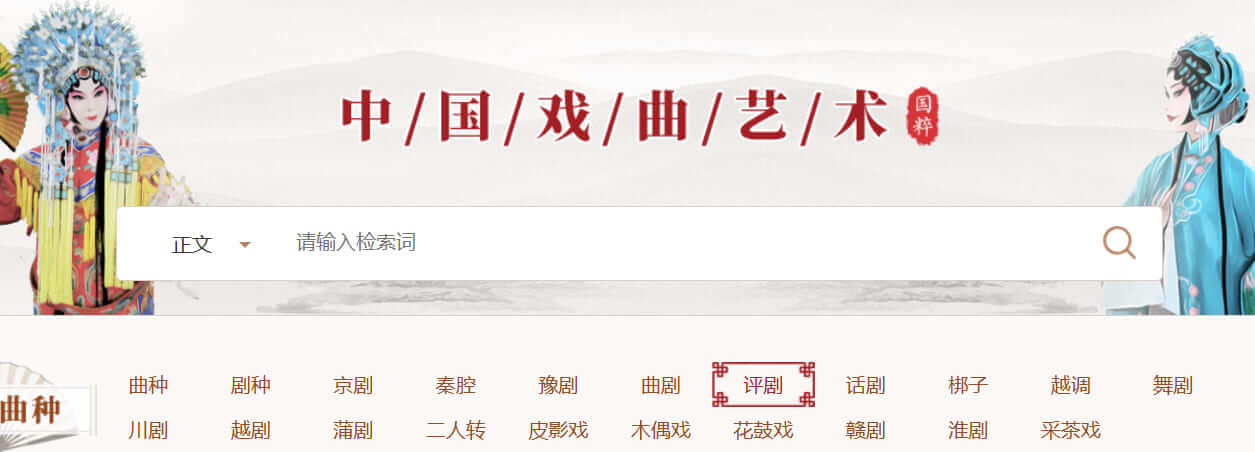 中/国/戏/曲/艺/术 国粹
正文 请输入检索词
曲种
曲种 剧种 京剧 秦腔 豫剧 曲剧 评剧 话剧 梆子 越调 舞剧
川剧 越剧 蒲剧 二人转 皮影戏 木偶戏 花鼓戏 赣剧 淮剧 采茶戏